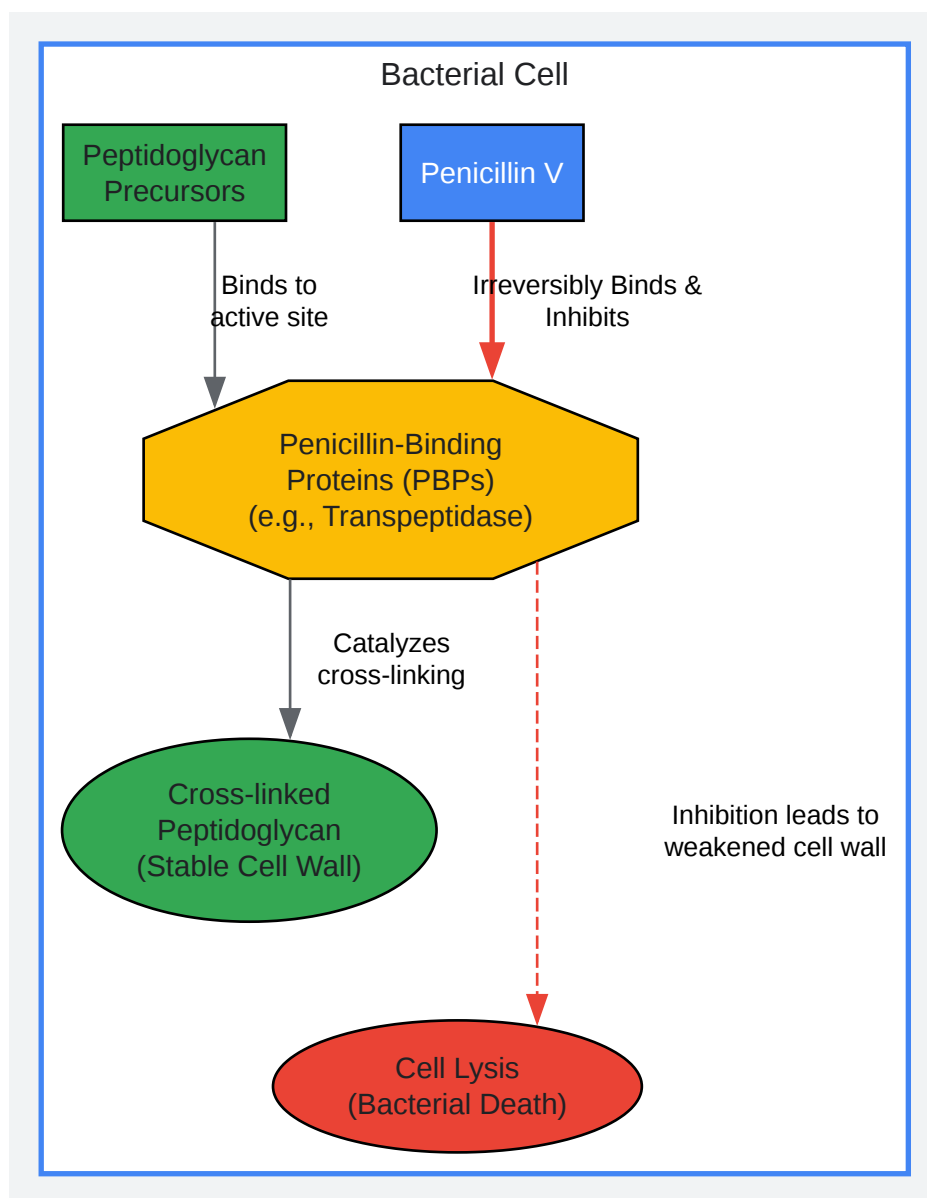 Bacterial Cell
Peptidoglycan
Precursors
Penicillin V
Binds to
active site
Irreversibly Binds &
Inhibits
Penicillin-Binding
Proteins (PBPs)
(e.g., Transpeptidase)
Catalyzes
cross-linking
Cross-linked
Peptidoglycan
(Stable Cell Wall)
Inhibition leads to
weakened cell wall
Cell Lysis
(Bacterial Death)